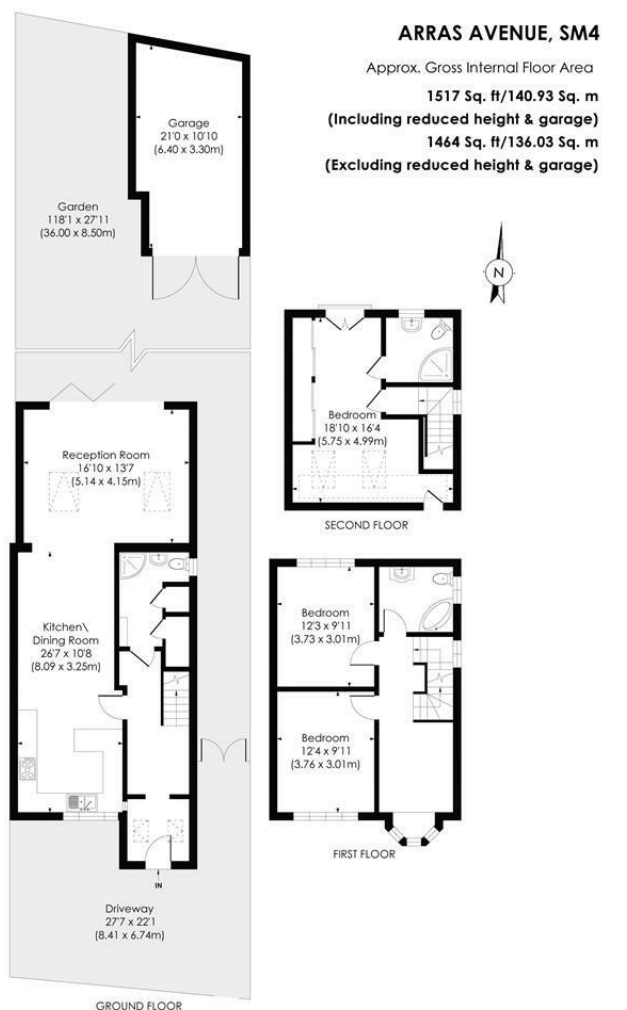 ARRAS AVENUE, SM4
Approx. Gross Internal Floor Area
1517 Sq. ft/140.93 Sq. m
(Including reduced height & garage)
1464 Sq. ft/136.03 Sq. m
(Excluding reduced height & garage)
Garage
21'0 x 10'10
(6.40 x 3.30m)
Garden
118'1 x 27'11
(36.00 x 8.50m)
N
Bedroom
18'10 x 16'4
(5.75 x 4.99m)
SECOND FLOOR
Reception Room
16'10 x 13'7
(5.14 x 4.15m)
Kitchen\
Dining Room
26'7 x 10'8
(8.09 x 3.25m)
Bedroom
12'3 x 9'11
(3.73 x 3.01m)
Bedroom
12'4 x 9'11
(3.76 x 3.01m)
FIRST FLOOR
IN
Driveway
27'7 x 22'1
(8.41 x 6.74m)
GROUND FLOOR